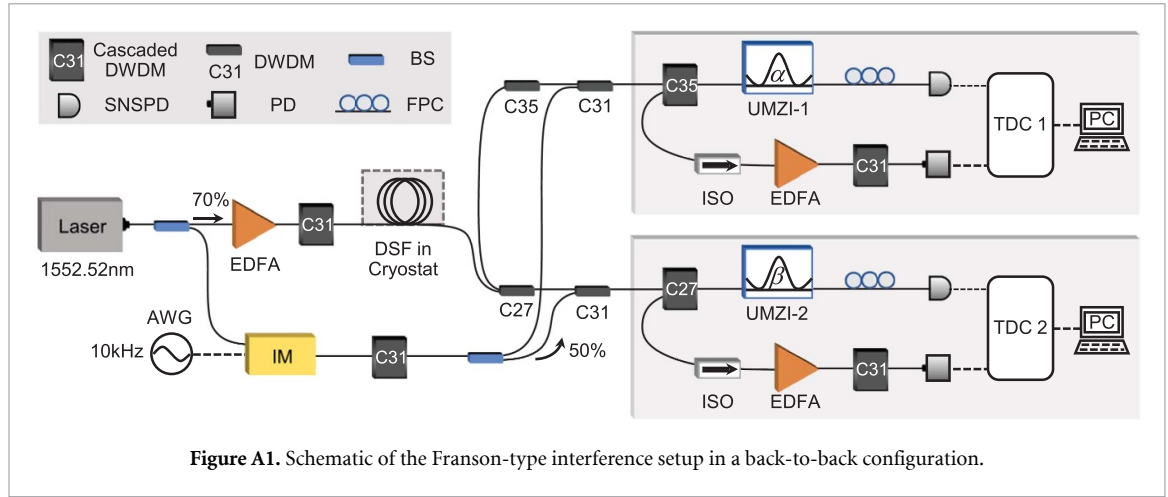 C31 Cascaded DWDM
C31 DWDM
BS
SNSPD
PD
FPC
Laser
1552.52nm
70%
EDFA
C31
DSF in
Cryostat
AWG
10kHz
IM
C31
50%
C35
C31
C27
C31
C35
α
UMZI-1
ISO
EDFA
C31
TDC 1
PC
C27
β
UMZI-2
ISO
EDFA
C31
TDC 2
PC
Figure A1. Schematic of the Franson-type interference setup in a back-to-back configuration.